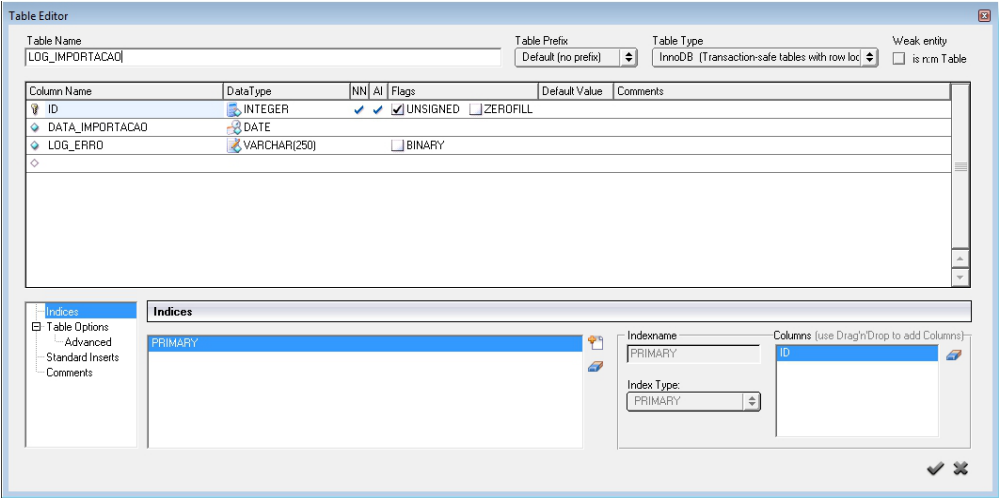 Table Editor
Table Name
LOG_IMPORTACAO
Table Prefix
Default (no prefix)
Table Type
InnoDB (Transaction-safe tables with row loc
Weak entity
is n:m Table
Column Name DataType NN AI Flags Default Value Comments
ID INTEGER UNSIGNED ZEROFILL
DATA_IMPORTACAO DATE
LOG_ERRO VARCHAR(250) BINARY
Indices
Table Options
Advanced
Standard Inserts
Comments
Indices
PRIMARY
Indexname
PRIMARY
Index Type:
PRIMARY
Columns (use Drag'n'Drop to add Columns)
ID